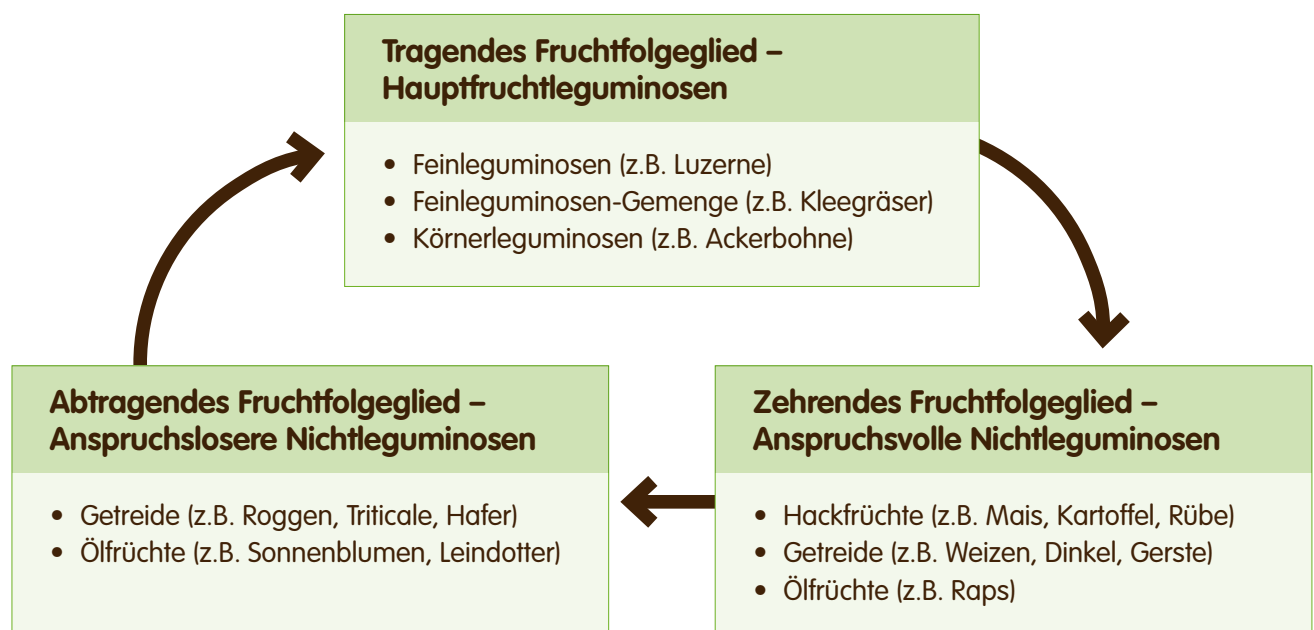 Tragendes Fruchtfolgeglied –
Hauptfruchtleguminosen
• Feinleguminosen (z.B. Luzerne)
• Feinleguminosen-Gemenge (z.B. Kleegräser)
• Körnerleguminosen (z.B. Ackerbohne)
Abtragendes Fruchtfolgeglied –
Anspruchslosere Nichtleguminosen
• Getreide (z.B. Roggen, Triticale, Hafer)
• Ölfrüchte (z.B. Sonnenblumen, Leindotter)
Zehrendes Fruchtfolgeglied –
Anspruchsvolle Nichtleguminosen
• Hackfrüchte (z.B. Mais, Kartoffel, Rübe)
• Getreide (z.B. Weizen, Dinkel, Gerste)
• Ölfrüchte (z.B. Raps)